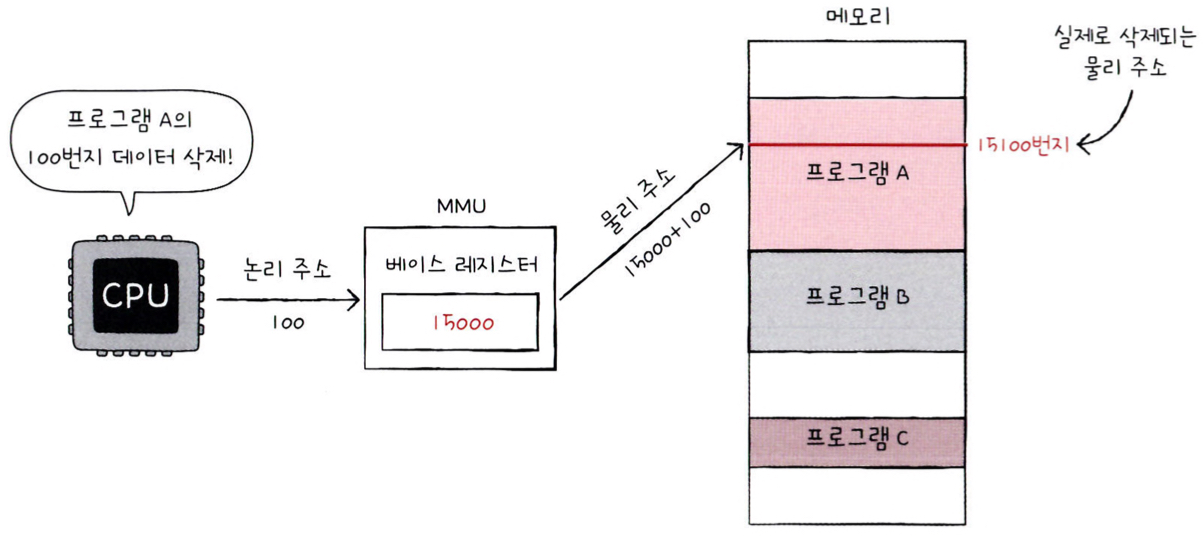 메모리
실제로 삭제되는
물리 주소
프로그램 A의
100번지 데이터 삭제!
15100번지
프로그램 A
물리 주소
15000+100
MMU
논리 주소
베이스 레지스터
CPU
100
15000
프로그램 B
프로그램 C